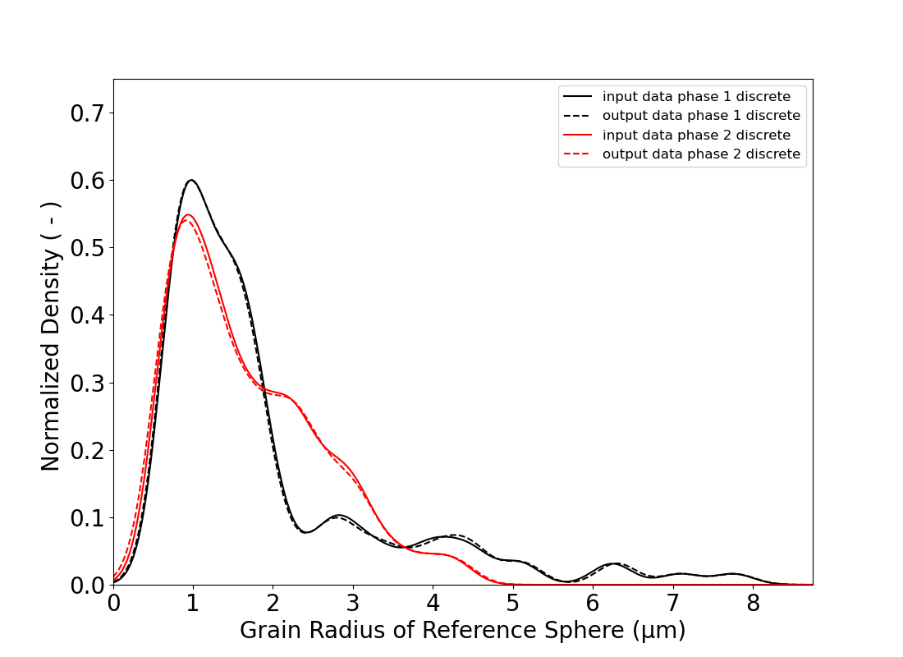 input data phase 1 discrete
output data phase 1 discrete
input data phase 2 discrete
output data phase 2 discrete
Normalized Density ( - )
0.7
0.6
0.5
0.4
0.3
0.2
0.1
0.0
0 1 2 3 4 5 6 7 8
Grain Radius of Reference Sphere (μm)